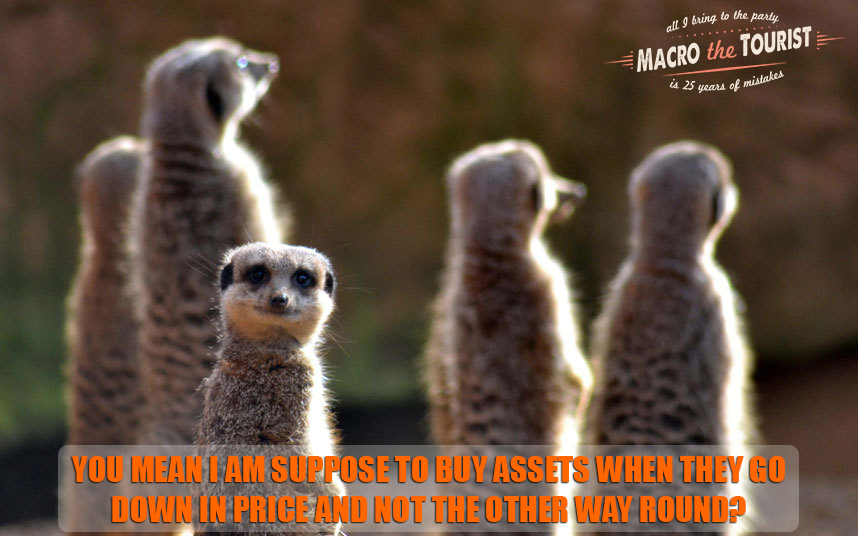 all I bring to the party
MACRO the TOURIST
is 25 years of mistakes
YOU MEAN I AM SUPPOSE TO BUY ASSETS WHEN THEY GO
DOWN IN PRICE AND NOT THE OTHER WAY ROUND?